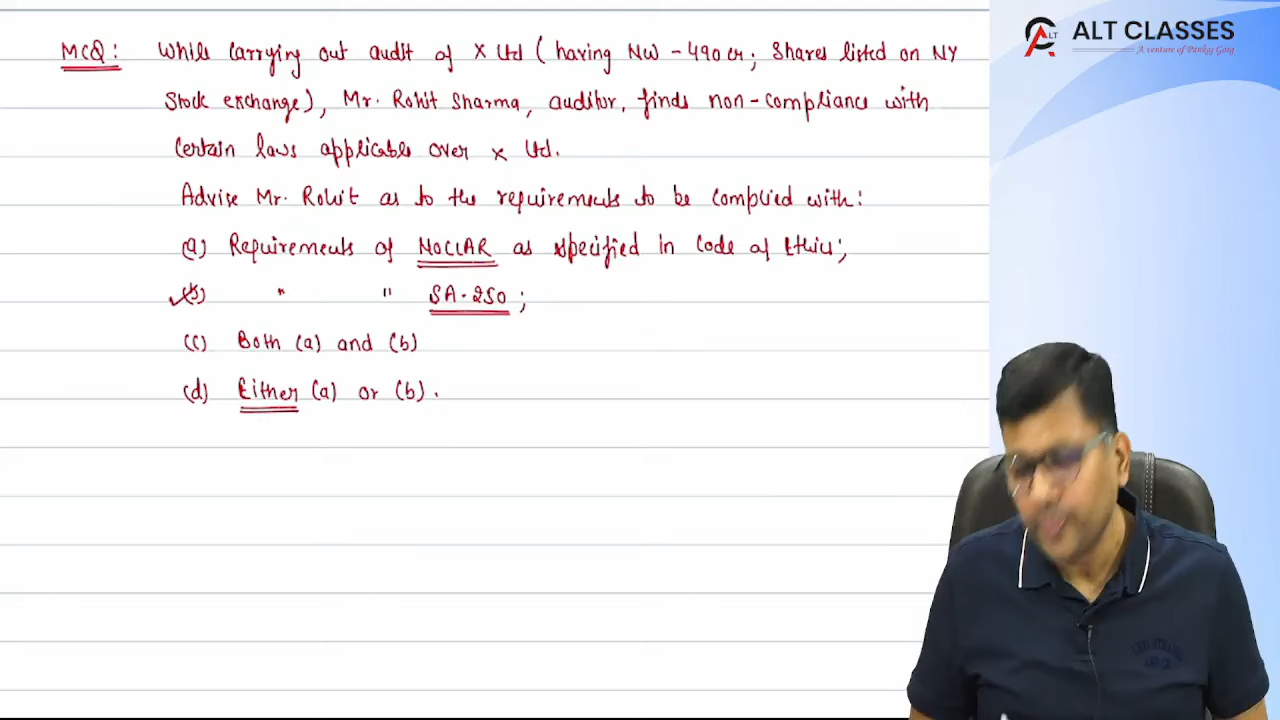 ALT CLASSES
A venture of Pankaj Garg
MCQ: While carrying out audit of X Ltd (having NW - 490 cr; Shares listed on NY
Stock exchange), Mr. Rohit Sharma, auditor, finds non-compliance with
certain laws applicable over X Ltd.
Advise Mr. Rohit as to the requirements to be complied with:
(a) Requirements of NOCLAR as specified in Code of Ethics;
(b) " " SA-250;
(c) Both (a) and (b)
(d) Either (a) or (b).